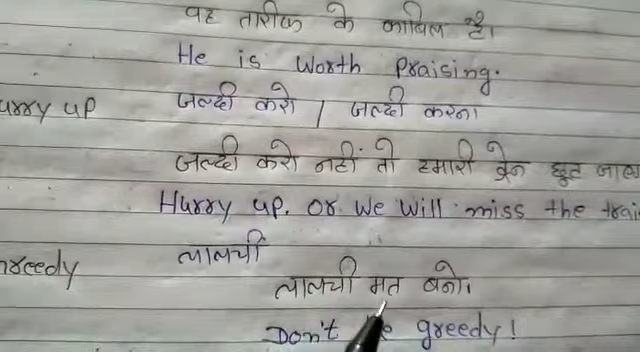 वह तारीफ के काबिल है।
He is worth praising.
urry up जल्दी करो / जल्दी करना
जल्दी करो नहीं तो हमारी ट्रेन छूट जाए
Hurry up. or we will miss the trai
reedy लालची
लालची मत बनो।
Don't greedy!